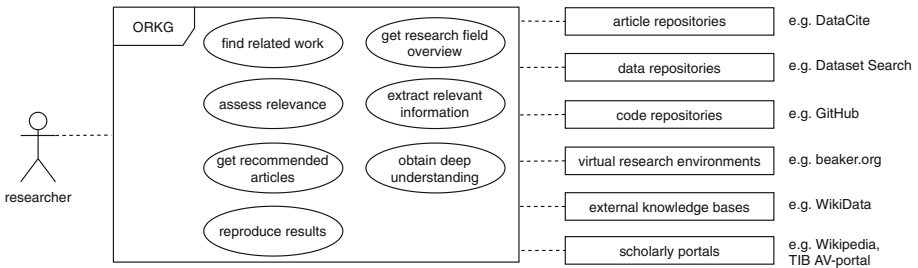 ORKG
find related work
get research field
overview
assess relevance
extract relevant
information
get recommended
articles
obtain deep
understanding
reproduce results
researcher
article repositories
e.g. DataCite
data repositories
e.g. Dataset Search
code repositories
e.g. GitHub
virtual research environments
e.g. beaker.org
external knowledge bases
e.g. WikiData
scholarly portals
e.g. Wikipedia,
TIB AV-portal